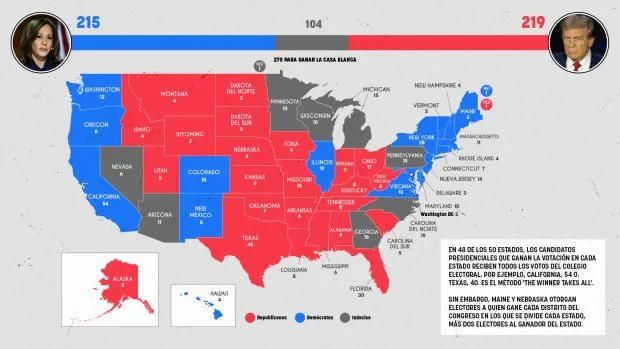 215
104
219
270 PARA GANAR LA CASA BLANCA
WASHINGTON
12
OREGON
8
CALIFORNIA
54
NEVADA
6
IDAHO
4
MONTANA
4
WYOMING
2
UTAH
6
ARIZONA
11
COLORADO
10
NEW MEXICO
5
DAKOTA DEL NORTE
3
DAKOTA DEL SUR
3
NEBRASKA
4
KANSAS
6
OKLAHOMA
7
TEXAS
40
MINNESOTA
10
IOWA
6
MISSOURI
10
ARKANSAS
6
LOUISIANA
8
WISCONSIN
10
ILLINOIS
19
MICHIGAN
15
INDIANA
11
OHIO
17
KENTUCKY
8
TENNESSEE
11
MISSISSIPPI
6
ALABAMA
9
GEORGIA
16
FLORIDA
30
CAROLINA DEL SUR
9
CAROLINA DEL NORTE
16
VIRGINIA
13
WEST VIRGINIA
4
PENNSYLVANIA
19
NEW YORK
28
VERMONT
3
NEW HAMPSHIRE 4
MAINE
2
MASSACHUSETTS
11
RHODE ISLAND 4
CONNECTICUT 7
NUEVA JERSEY 14
DELAWARE 3
MARYLAND 10
Washington DC 3
ALASKA
3
HAWAII
4
Republicanos
Demócratas
Indeciso
EN 48 DE LOS 50 ESTADOS, LOS CANDIDATOS
PRESIDENCIALES QUE GANAN LA VOTACIÓN EN CADA
ESTADO RECIBEN TODOS LOS VOTOS DEL COLEGIO
ELECTORAL. POR EJEMPLO, CALIFORNIA, 54 O
TEXAS, 40. ES EL MÉTODO 'THE WINNER TAKES ALL'.
SIN EMBARGO, MAINE Y NEBRASKA OTORGAN
ELECTORES A QUIEN GANE CADA DISTRITO DEL
CONGRESO EN LOS QUE SE DIVIDE CADA ESTADO,
MÁS DOS ELECTORES AL GANADOR DEL ESTADO.